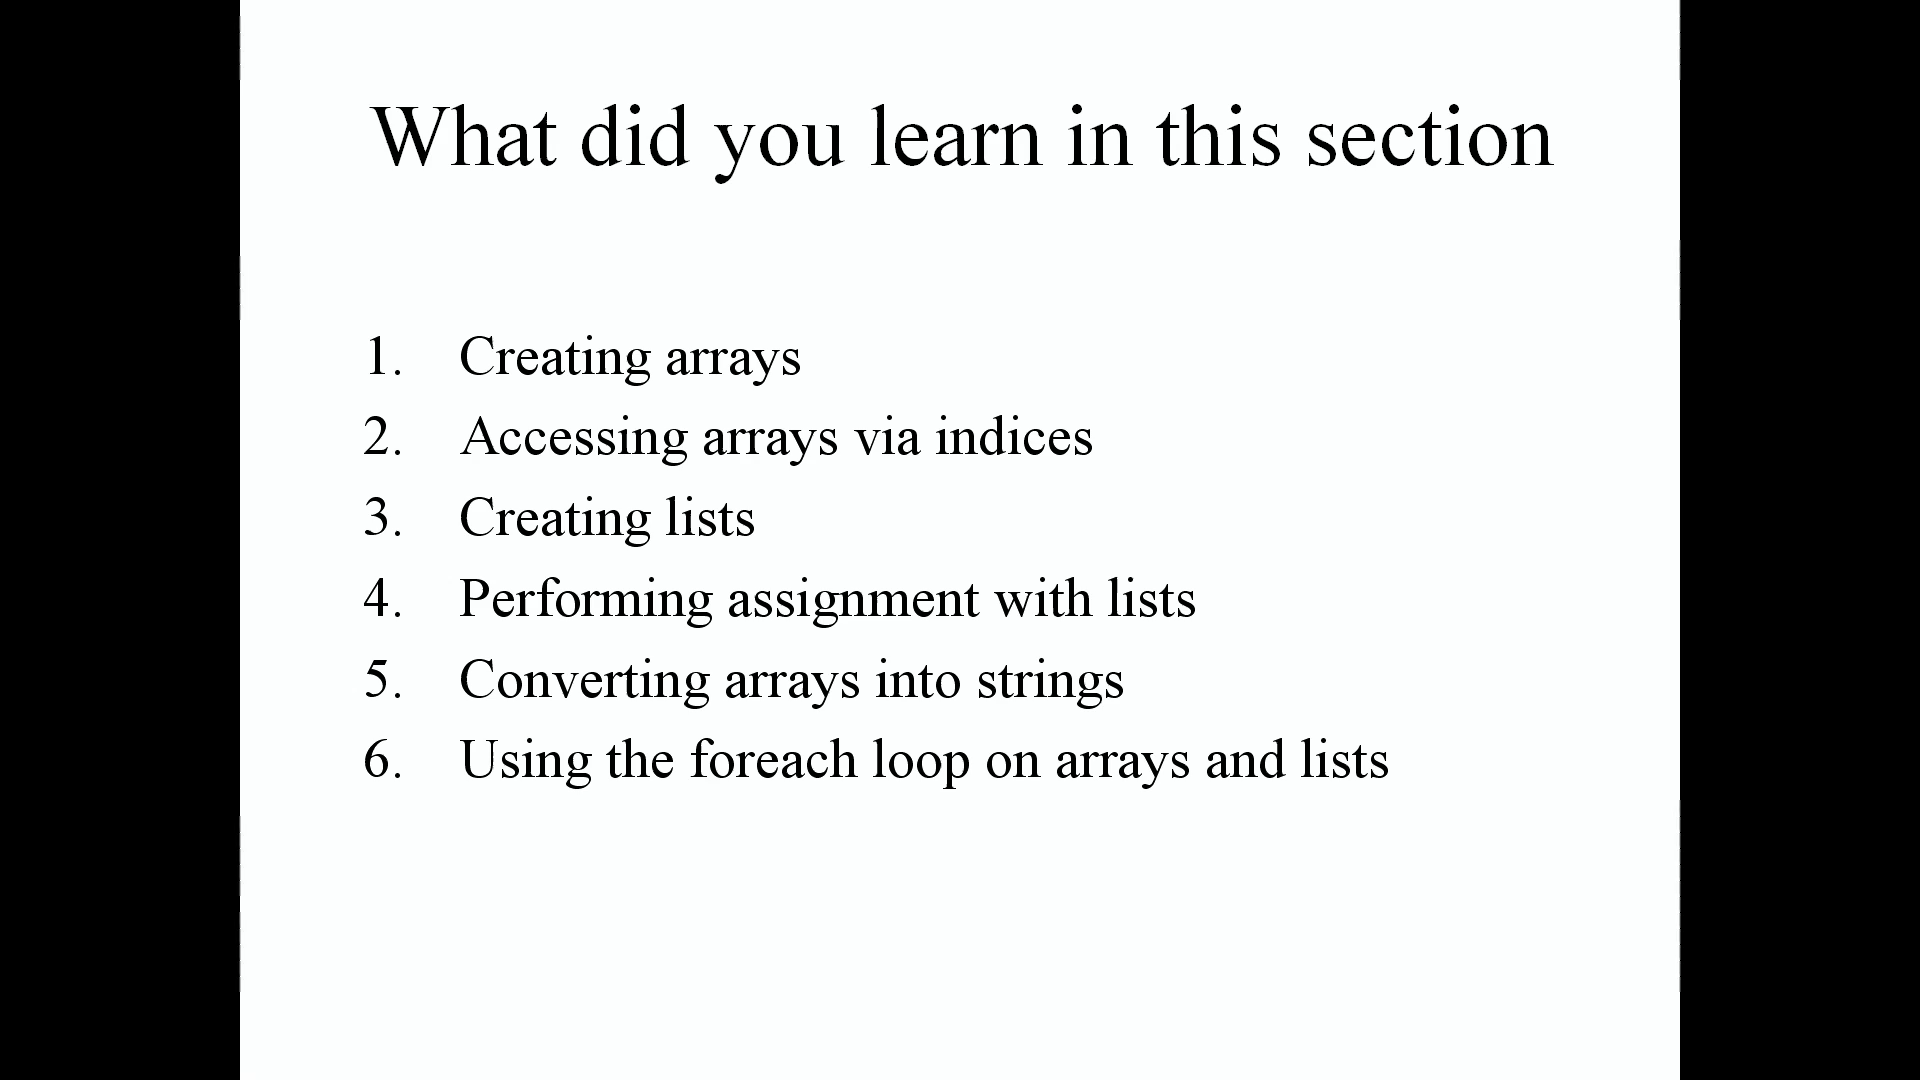 What did you learn in this section
1. Creating arrays
2. Accessing arrays via indices
3. Creating lists
4. Performing assignment with lists
5. Converting arrays into strings
6. Using the foreach loop on arrays and lists